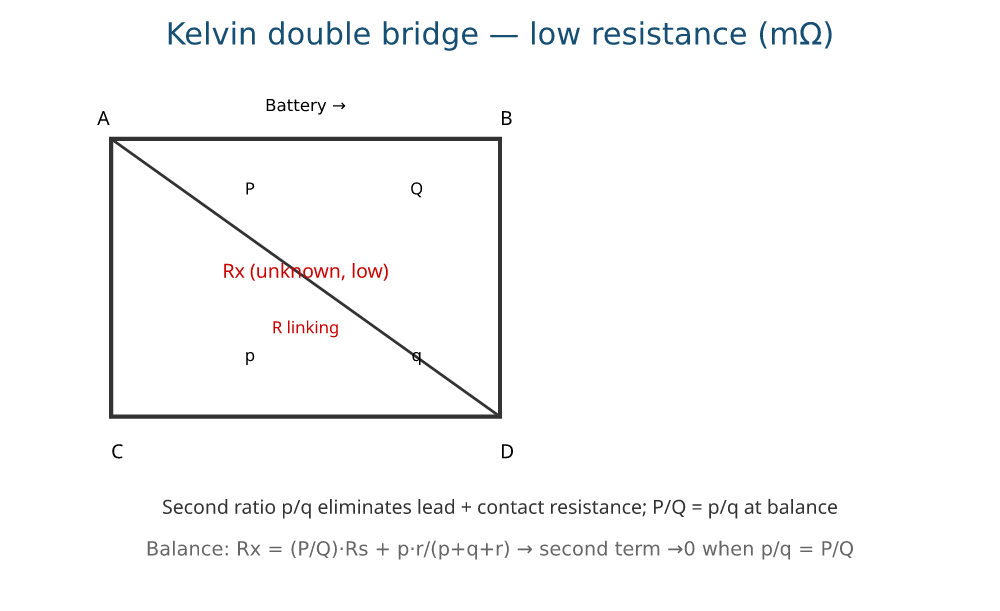 Kelvin double bridge — low resistance (mΩ)
Battery →
A
B
P
Q
Rx (unknown, low)
R linking
p
q
C
D
Second ratio p/q eliminates lead + contact resistance; P/Q = p/q at balance
Balance: Rx = (P/Q)·Rs + p·r/(p+q+r) → second term →0 when p/q = P/Q